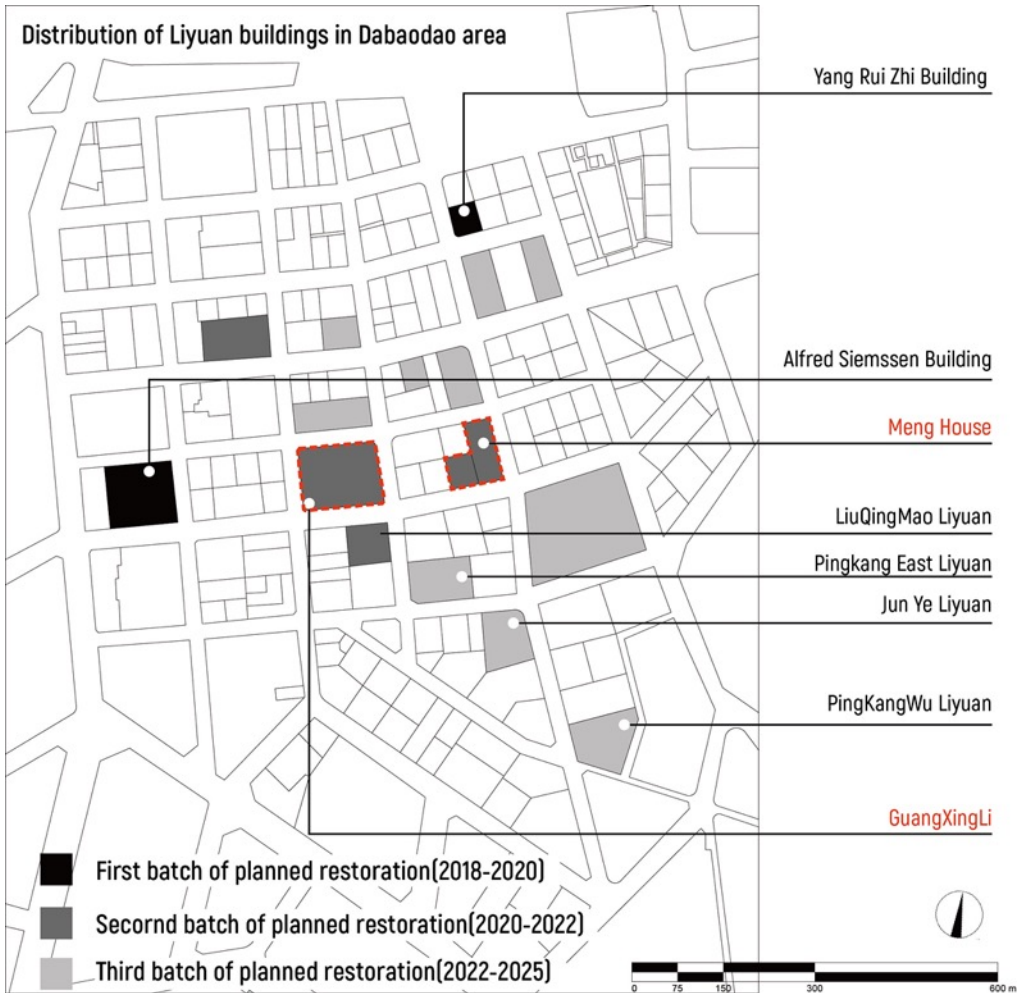 Distribution of Liyuan buildings in Dabaodao area
Yang Rui Zhi Building
Alfred Siemssen Building
Meng House
LiuQingMao Liyuan
Pingkang East Liyuan
Jun Ye Liyuan
PingKangWu Liyuan
GuangXingLi
First batch of planned restoration(2018-2020)
Secornd batch of planned restoration(2020-2022)
Third batch of planned restoration(2022-2025)
0 75 150 300 600 m